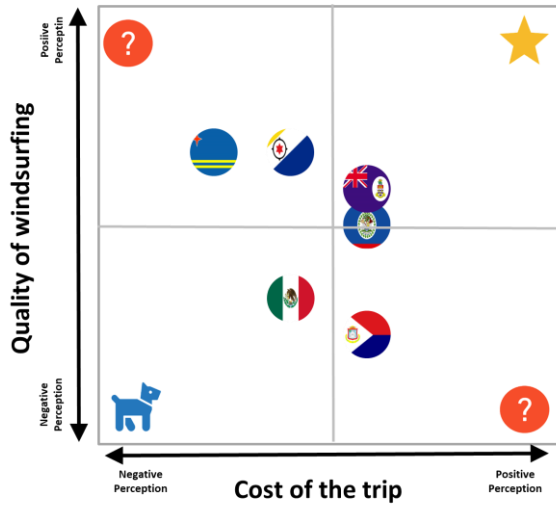 Posiive
Perceptin
?
Quality of windsurfing
Negative
Perception
?
Negative
Perception
Cost of the trip
Positive
Perception